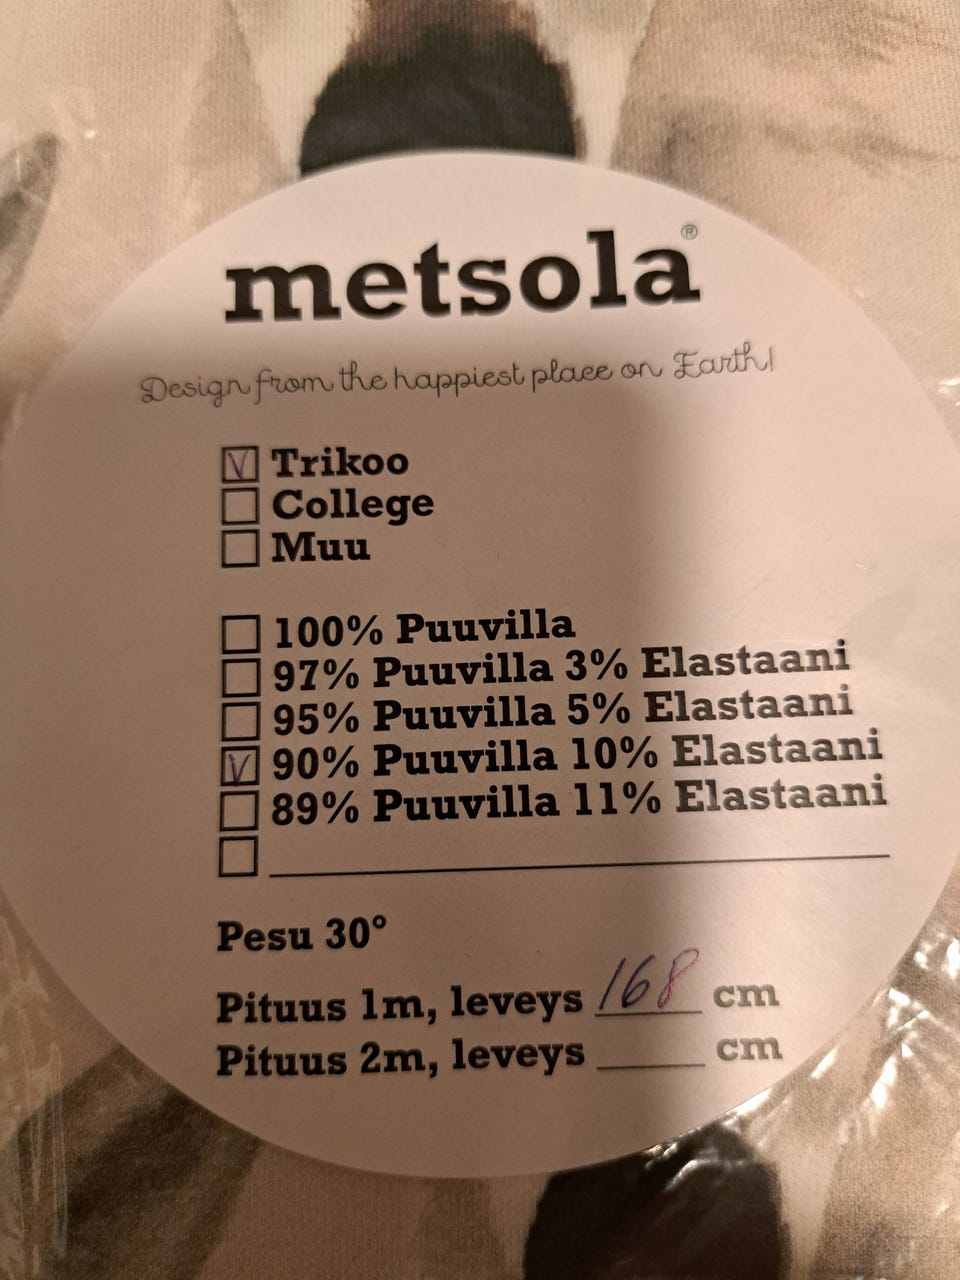 metsola®
Design from the happiest place on Earth!
☑ Trikoo
☐ College
☐ Muu
☐ 100% Puuvilla
☐ 97% Puuvilla 3% Elastaani
☐ 95% Puuvilla 5% Elastaani
☑ 90% Puuvilla 10% Elastaani
☐ 89% Puuvilla 11% Elastaani
☐ ____________________
Pesu 30°
Pituus 1m, leveys 168 cm
Pituus 2m, leveys _____ cm